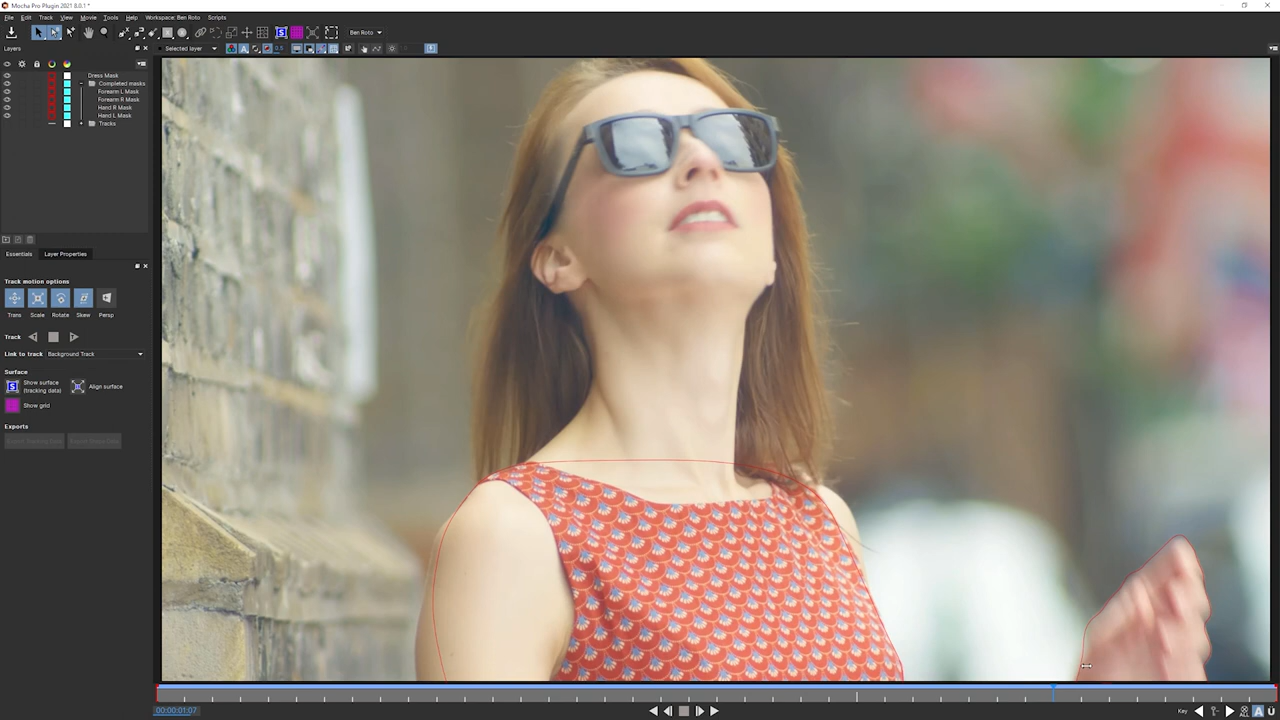 Mocha Pro Plugin 2021 8.0.1 *
File Edit Track View Movie Tools Help Workspace: Ben Roto Scripts
Ben Roto
Layers
Selected layer
0.5
Dress Mask
Completed masks
Forearm L Mask
Forearm R Mask
Hand R Mask
Hand L Mask
Tracks
Essentials Layer Properties
Track motion options
Trans Scale Rotate Skew Persp
Track
Link to track Background Track
Surface
Show surface (tracking data) Align surface
Show grid
Exports
00:00:01:07
Key
A